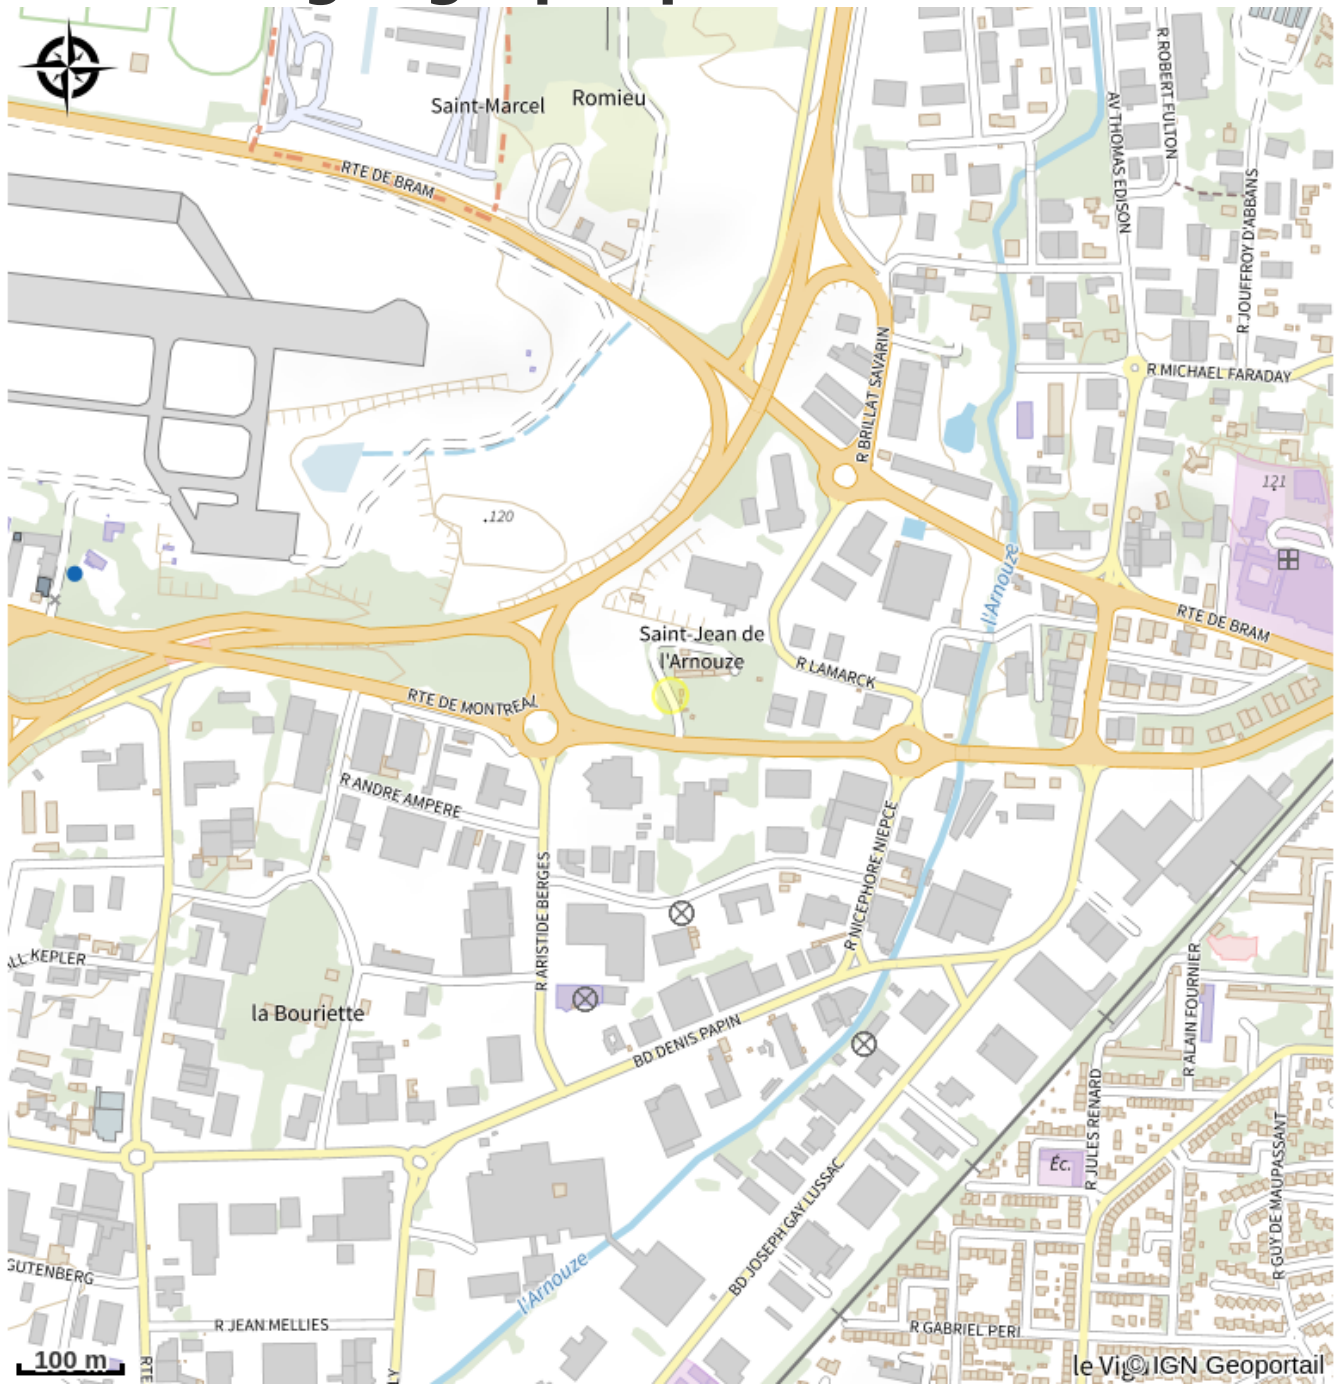 Saint-Marcel
Romieu
R ROBERT FULTON
AV THOMAS EDISON
RTE DE BRAM
R JOUFFROY D'ABBANS
R BRILLAT SAVARIN
R MICHAEL FARADAY
121
120
l'Arnouze
RTE DE BRAM
Saint-Jean de
l'Arnouze
R LAMARCK
RTE DE MONTREAL
R ANDRE AMPERE
R NICEPHORE NIEPCE
R ARISTIDE BERGES
ALL KEPLER
R ALAIN FOURNIER
la Bouriette
BD DENIS PAPIN
R JULES RENARD
R GUY DE MAUPASSANT
Éc.
BD JOSEPH GAY LUSSAC
GUTENBERG
l'Arnouze
R JEAN MELLIES
R GABRIEL PERI
100 m
RTE
LY
© IGN Geoportail